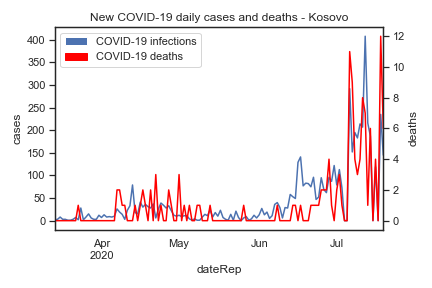 New COVID-19 daily cases and deaths - Kosovo
COVID-19 infections
COVID-19 deaths
400
350
300
250
200
150
100
50
0
cases
12
10
8
6
4
2
0
deaths
Apr
2020
May
Jun
Jul
dateRep